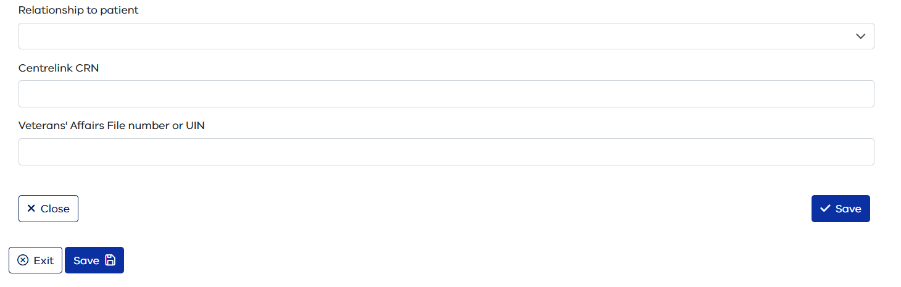 Relationship to patient
Centrelink CRN
Veterans' Affairs File number or UIN
Close
Save
Exit
Save